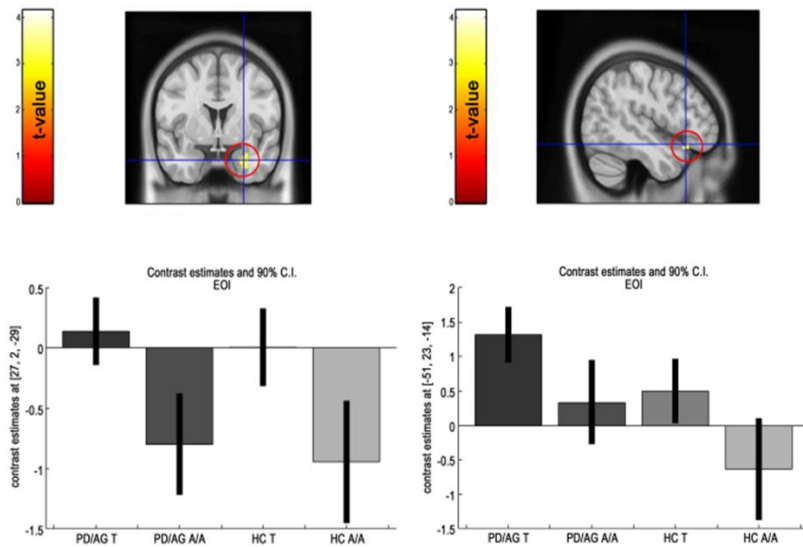 4
3
2
1
0
t-value
4
3
2
1
0
t-value
Contrast estimates and 90% C.I.
EOI
contrast estimates at [27, 2, -29]
0.5
0
-0.5
-1
-1.5
PD/AG T
PD/AG A/A
HC T
HC A/A
Contrast estimates and 90% C.I.
EOI
contrast estimates at [-51, 23, -14]
2
1.5
1
0.5
0
-0.5
-1
-1.5
PD/AG T
PD/AG A/A
HC T
HC A/A